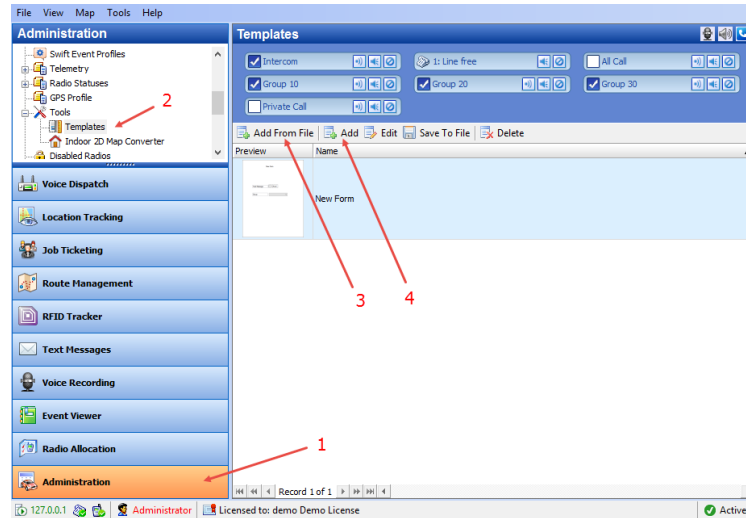 File View Map Tools Help
Administration
Swift Event Profiles
Telemetry
Radio Statuses
GPS Profile
Tools
Templates
Indoor 2D Map Converter
Disabled Radios
2
Voice Dispatch
Location Tracking
Job Ticketing
Route Management
RFID Tracker
Text Messages
Voice Recording
Event Viewer
Radio Allocation
Administration
1
Templates
Intercom 1: Line free All Call
Group 10 Group 20 Group 30
Private Call
Add From File Add Edit Save To File Delete
Preview Name
New Form
3 4
Record 1 of 1
127.0.0.1 Administrator Licensed to: demo Demo License Active